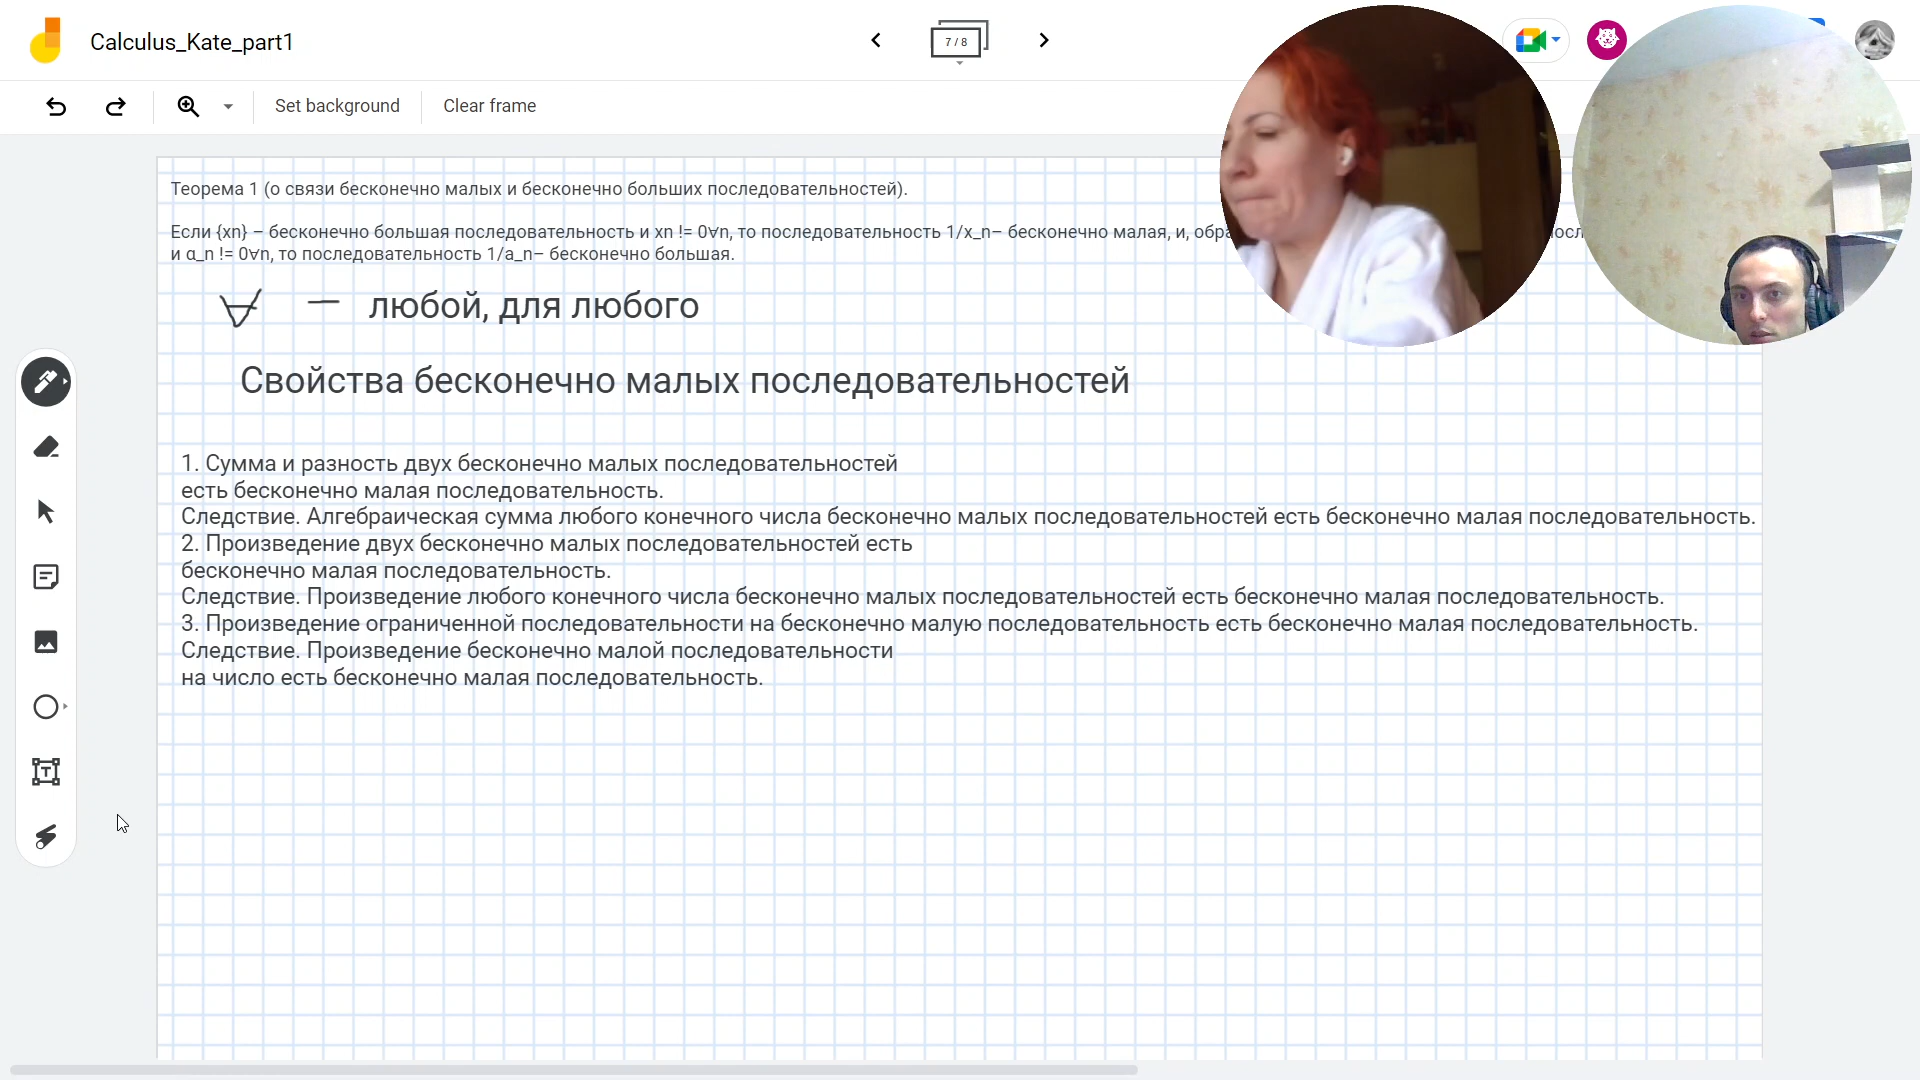 Calculus_Kate_part1
7 / 8
Set background
Clear frame
Теорема 1 (о связи бесконечно малых и бесконечно больших последовательностей).
Если {xn} – бесконечно большая последовательность и xn != 0∀n, то последовательность 1/x_n– бесконечно малая, и,
и α_n != 0∀n, то последовательность 1/a_n– бесконечно большая.
∀ — любой, для любого
Свойства бесконечно малых последовательностей
1. Сумма и разность двух бесконечно малых последовательностей
есть бесконечно малая последовательность.
Следствие. Алгебраическая сумма любого конечного числа бесконечно малых последовательностей есть бесконечно малая последовательность.
2. Произведение двух бесконечно малых последовательностей есть
бесконечно малая последовательность.
Следствие. Произведение любого конечного числа бесконечно малых последовательностей есть бесконечно малая последовательность.
3. Произведение ограниченной последовательности на бесконечно малую последовательность есть бесконечно малая последовательность.
Следствие. Произведение бесконечно малой последовательности
на число есть бесконечно малая последовательность.